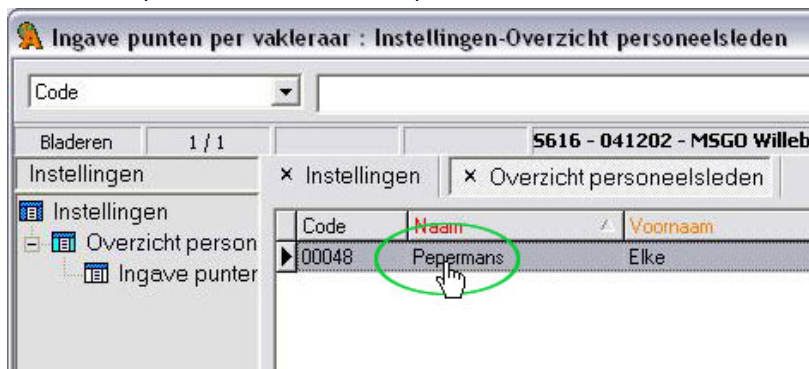 Ingave punten per vakleraar : Instellingen-Overzicht personeelsleden
Code
Bladeren 1 / 1 5616 - 041202 - MSGO Willeb
Instellingen × Instellingen × Overzicht personeelsleden
Instellingen
Overzicht person
Ingave punter
Code Naam Voornaam
00048 Pepermans Elke